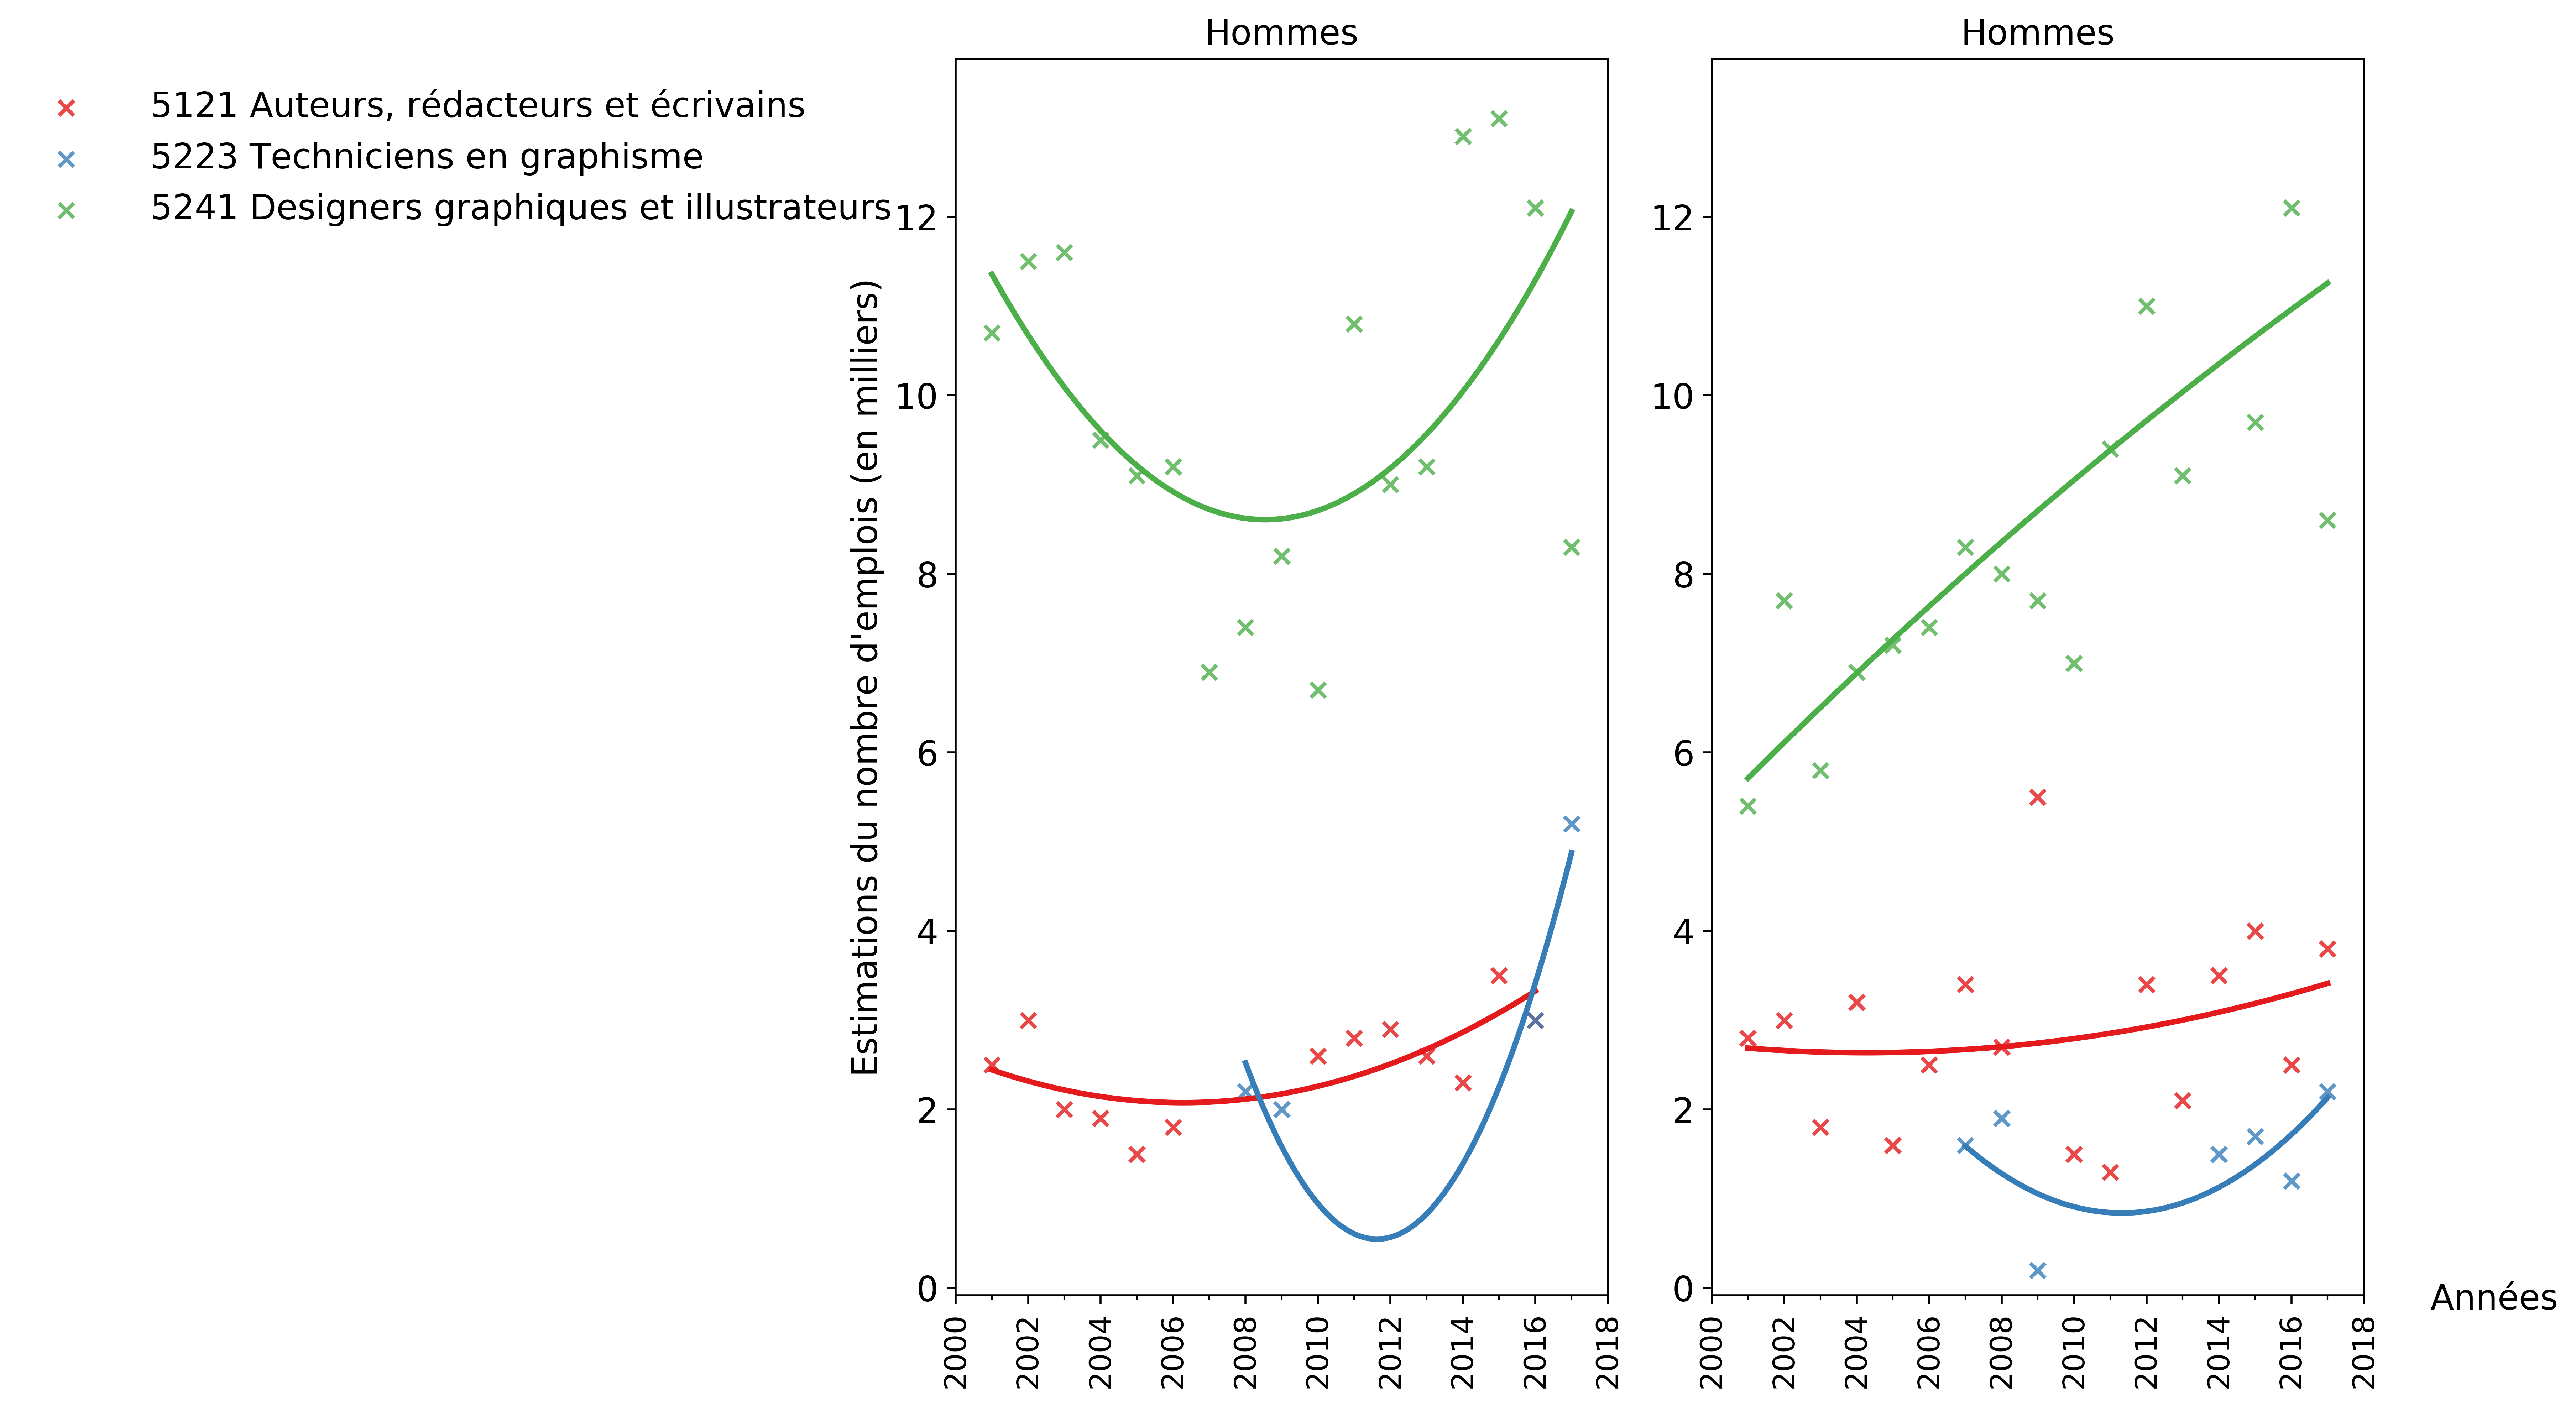 Hommes
Hommes
5121 Auteurs, rédacteurs et écrivains
5223 Techniciens en graphisme
5241 Designers graphiques et illustrateurs
Estimations du nombre d'emplois (en milliers)
12
10
8
6
4
2
0
12
10
8
6
4
2
0
Années
2000 2002 2004 2006 2008 2010 2012 2014 2016 2018
2000 2002 2004 2006 2008 2010 2012 2014 2016 2018